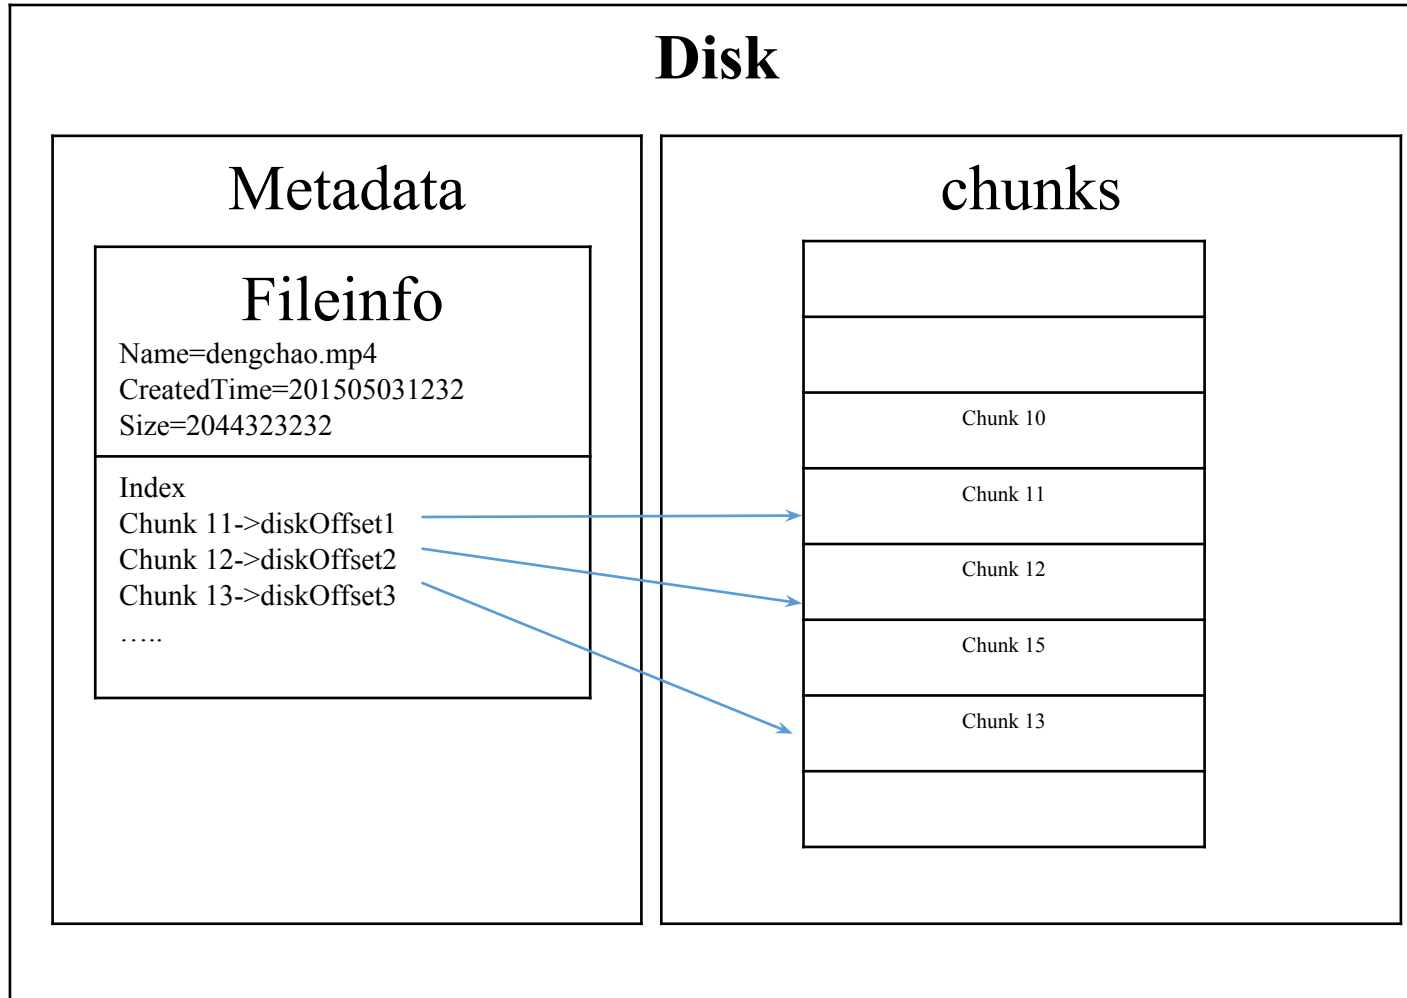 Disk
Metadata
Fileinfo
Name=dengchao.mp4
CreatedTime=201505031232
Size=2044323232
Index
Chunk 11->diskOffset1
Chunk 12->diskOffset2
Chunk 13->diskOffset3
…..
chunks
Chunk 10
Chunk 11
Chunk 12
Chunk 15
Chunk 13